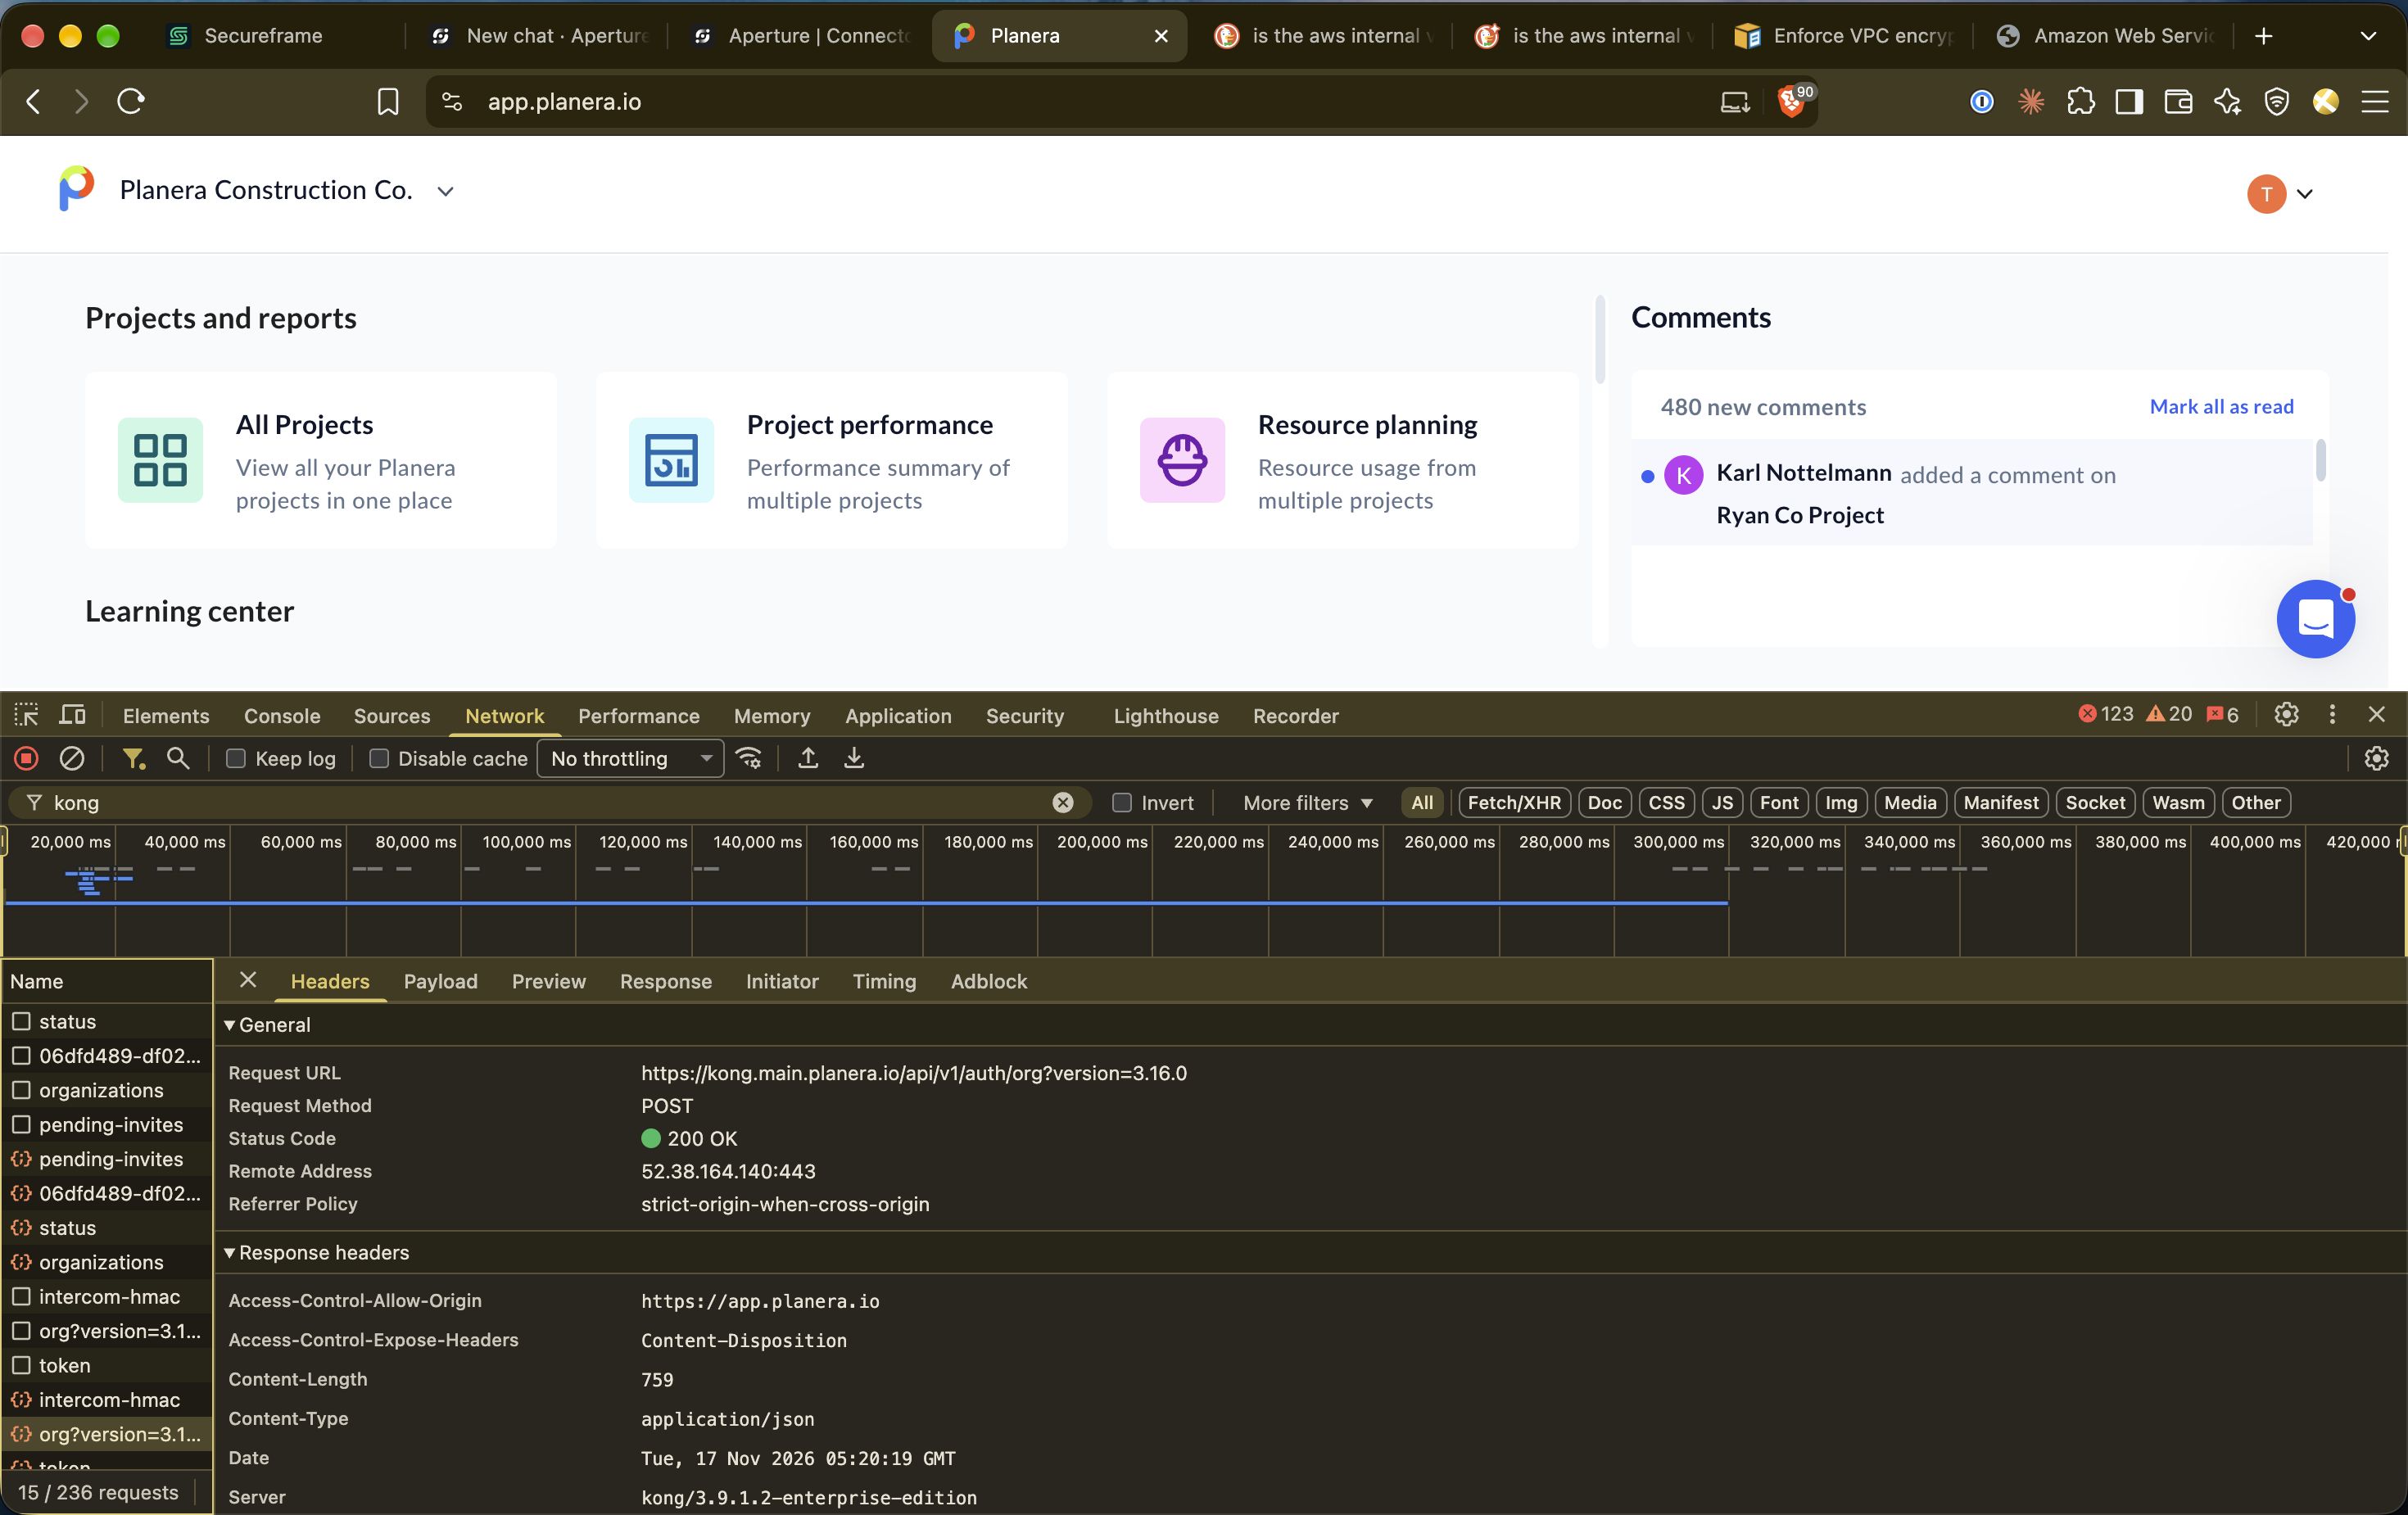 Secureframe
New chat · Aperture
Aperture | Connecto
Planera
is the aws internal v
is the aws internal v
Enforce VPC encryp
Amazon Web Servic
app.planera.io
90
Planera Construction Co.
T
Projects and reports
All Projects
View all your Planera
projects in one place
Project performance
Performance summary of
multiple projects
Resource planning
Resource usage from
multiple projects
Learning center
Comments
480 new comments
Mark all as read
K
Karl Nottelmann added a comment on
Ryan Co Project
Elements
Console
Sources
Network
Performance
Memory
Application
Security
Lighthouse
Recorder
123
20
6
Keep log
Disable cache
No throttling
kong
Invert
More filters
All
Fetch/XHR
Doc
CSS
JS
Font
Img
Media
Manifest
Socket
Wasm
Other
20,000 ms
40,000 ms
60,000 ms
80,000 ms
100,000 ms
120,000 ms
140,000 ms
160,000 ms
180,000 ms
200,000 ms
220,000 ms
240,000 ms
260,000 ms
280,000 ms
300,000 ms
320,000 ms
340,000 ms
360,000 ms
380,000 ms
400,000 ms
420,000
Name
status
06dfd489-df02...
organizations
pending-invites
pending-invites
06dfd489-df02...
status
organizations
intercom-hmac
org?version=3.1...
token
intercom-hmac
org?version=3.1...
token
15 / 236 requests
Headers
Payload
Preview
Response
Initiator
Timing
Adblock
General
Request URL https://kong.main.planera.io/api/v1/auth/org?version=3.16.0
Request Method POST
Status Code 200 OK
Remote Address 52.38.164.140:443
Referrer Policy strict-origin-when-cross-origin
Response headers
Access-Control-Allow-Origin https://app.planera.io
Access-Control-Expose-Headers Content-Disposition
Content-Length 759
Content-Type application/json
Date Tue, 17 Nov 2026 05:20:19 GMT
Server kong/3.9.1.2-enterprise-edition